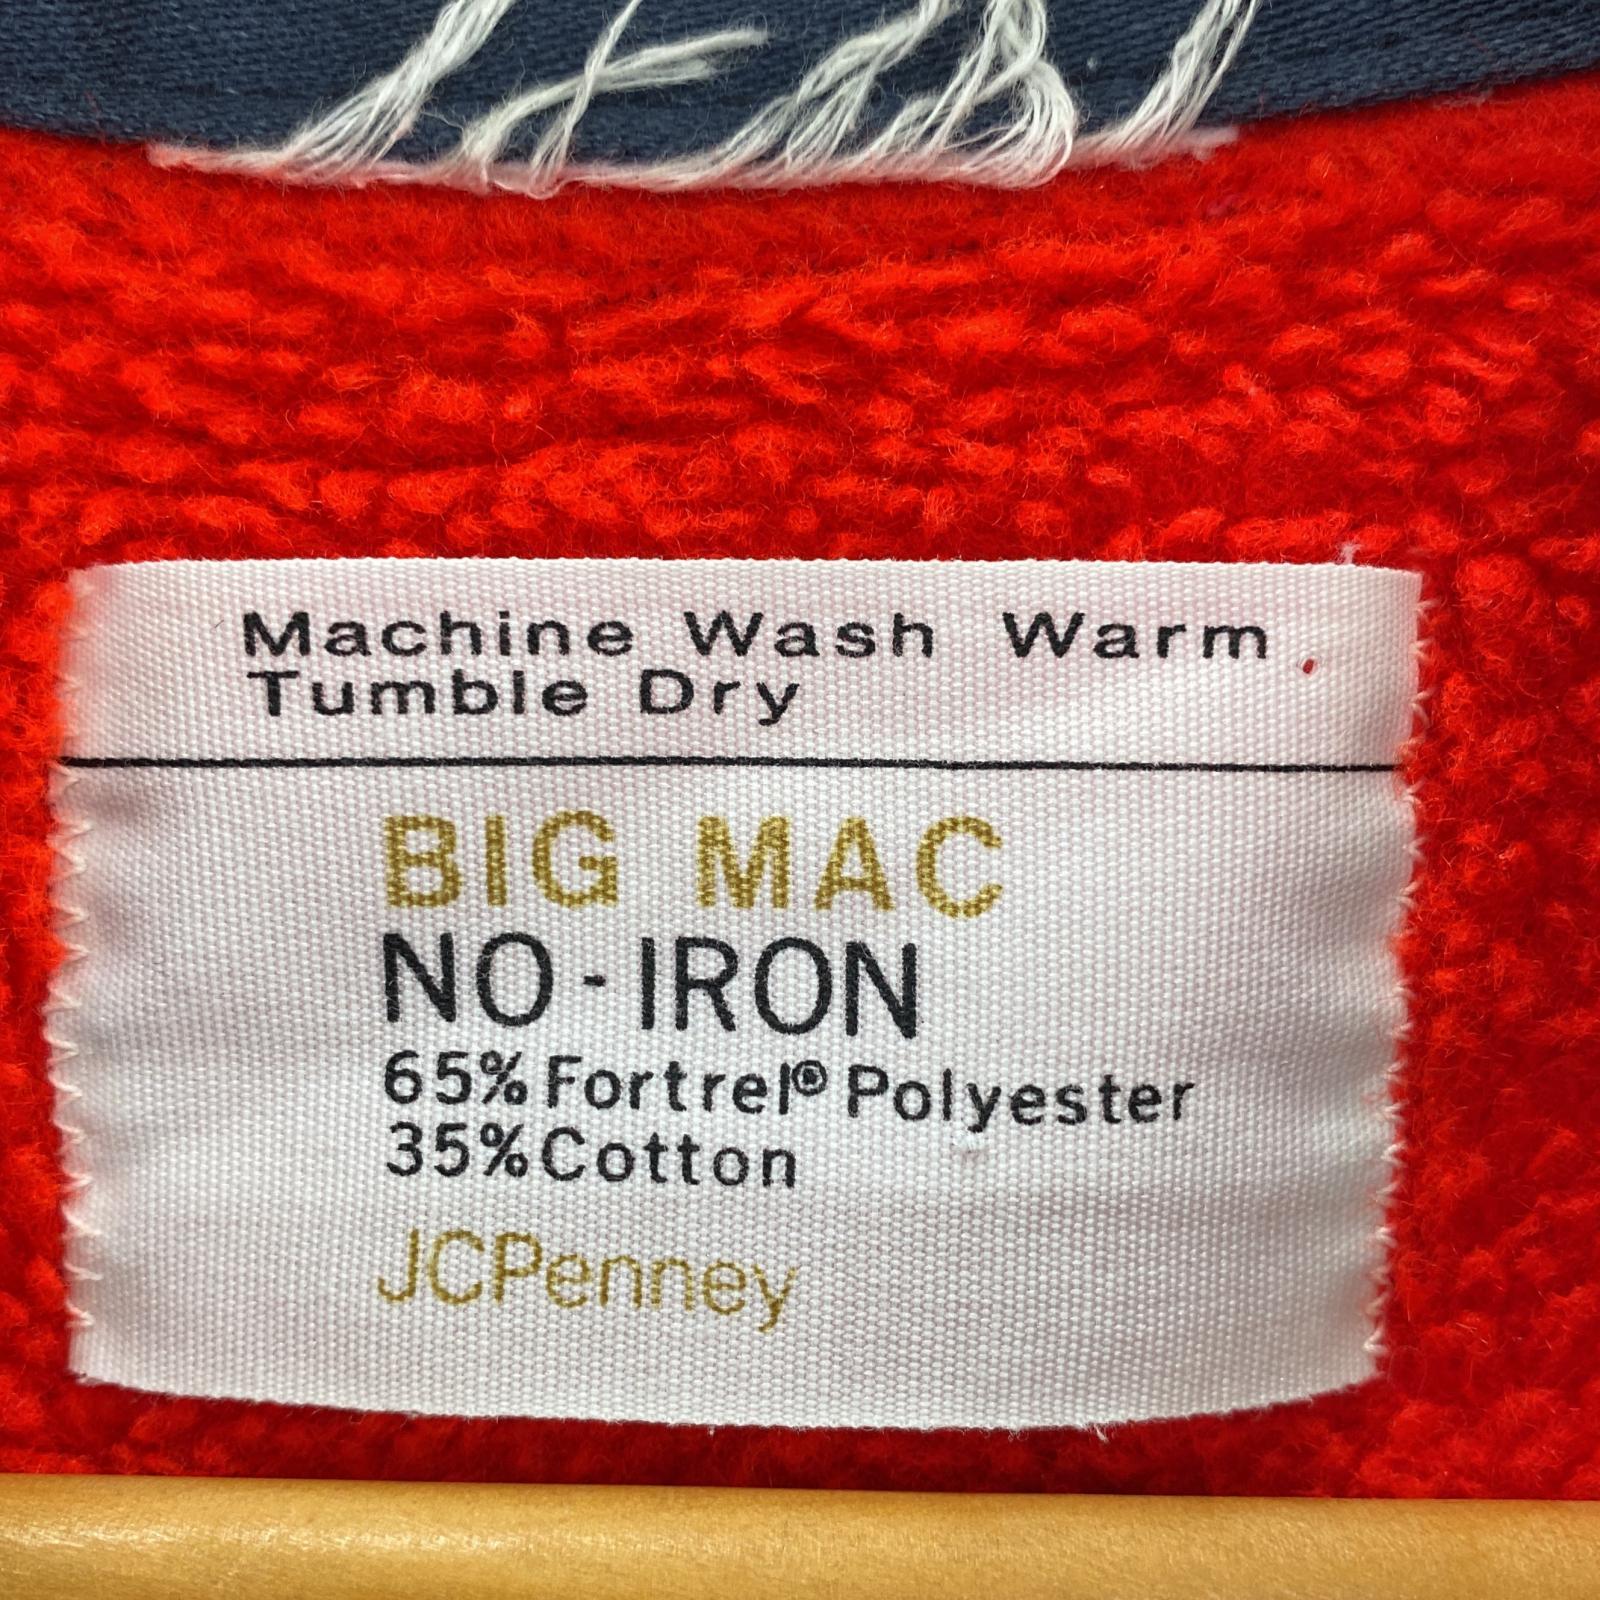 Machine Wash Warm
Tumble Dry
BIG MAC
NO-IRON
65% Fortrel® Polyester
35% Cotton
JCPenney